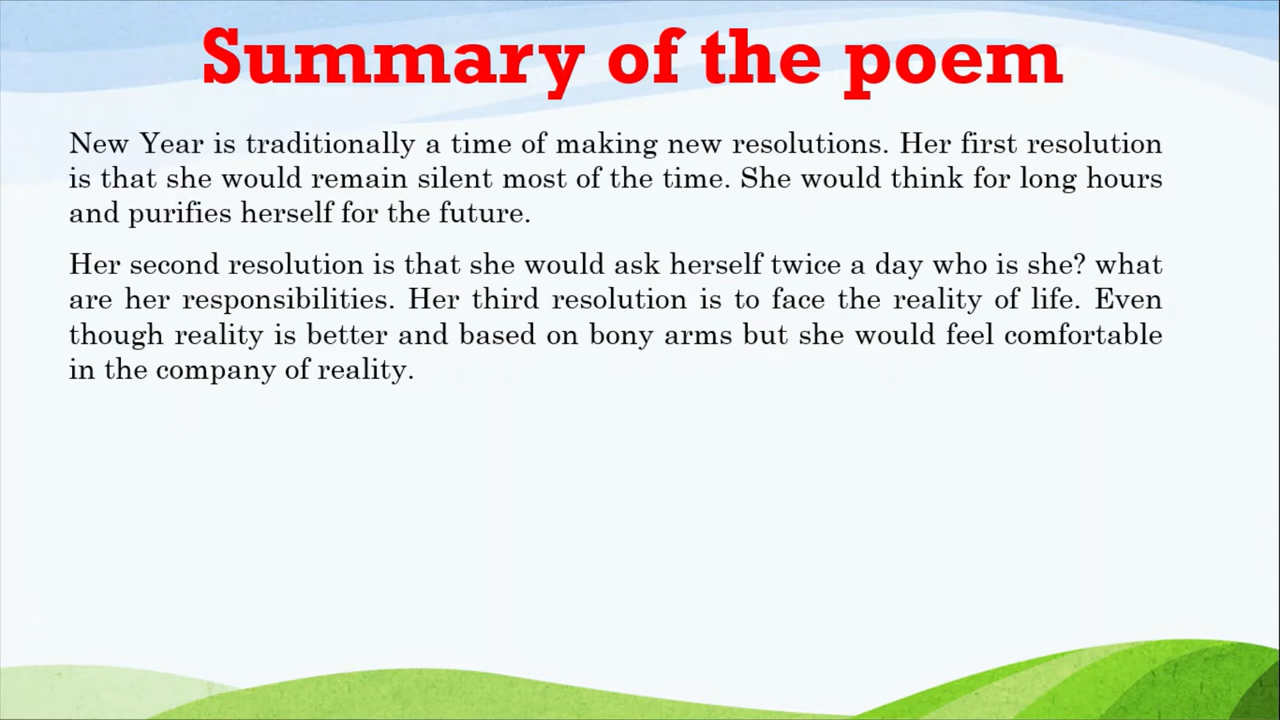 Summary of the poem
New Year is traditionally a time of making new resolutions. Her first resolution
is that she would remain silent most of the time. She would think for long hours
and purifies herself for the future.
Her second resolution is that she would ask herself twice a day who is she? what
are her responsibilities. Her third resolution is to face the reality of life. Even
though reality is better and based on bony arms but she would feel comfortable
in the company of reality.